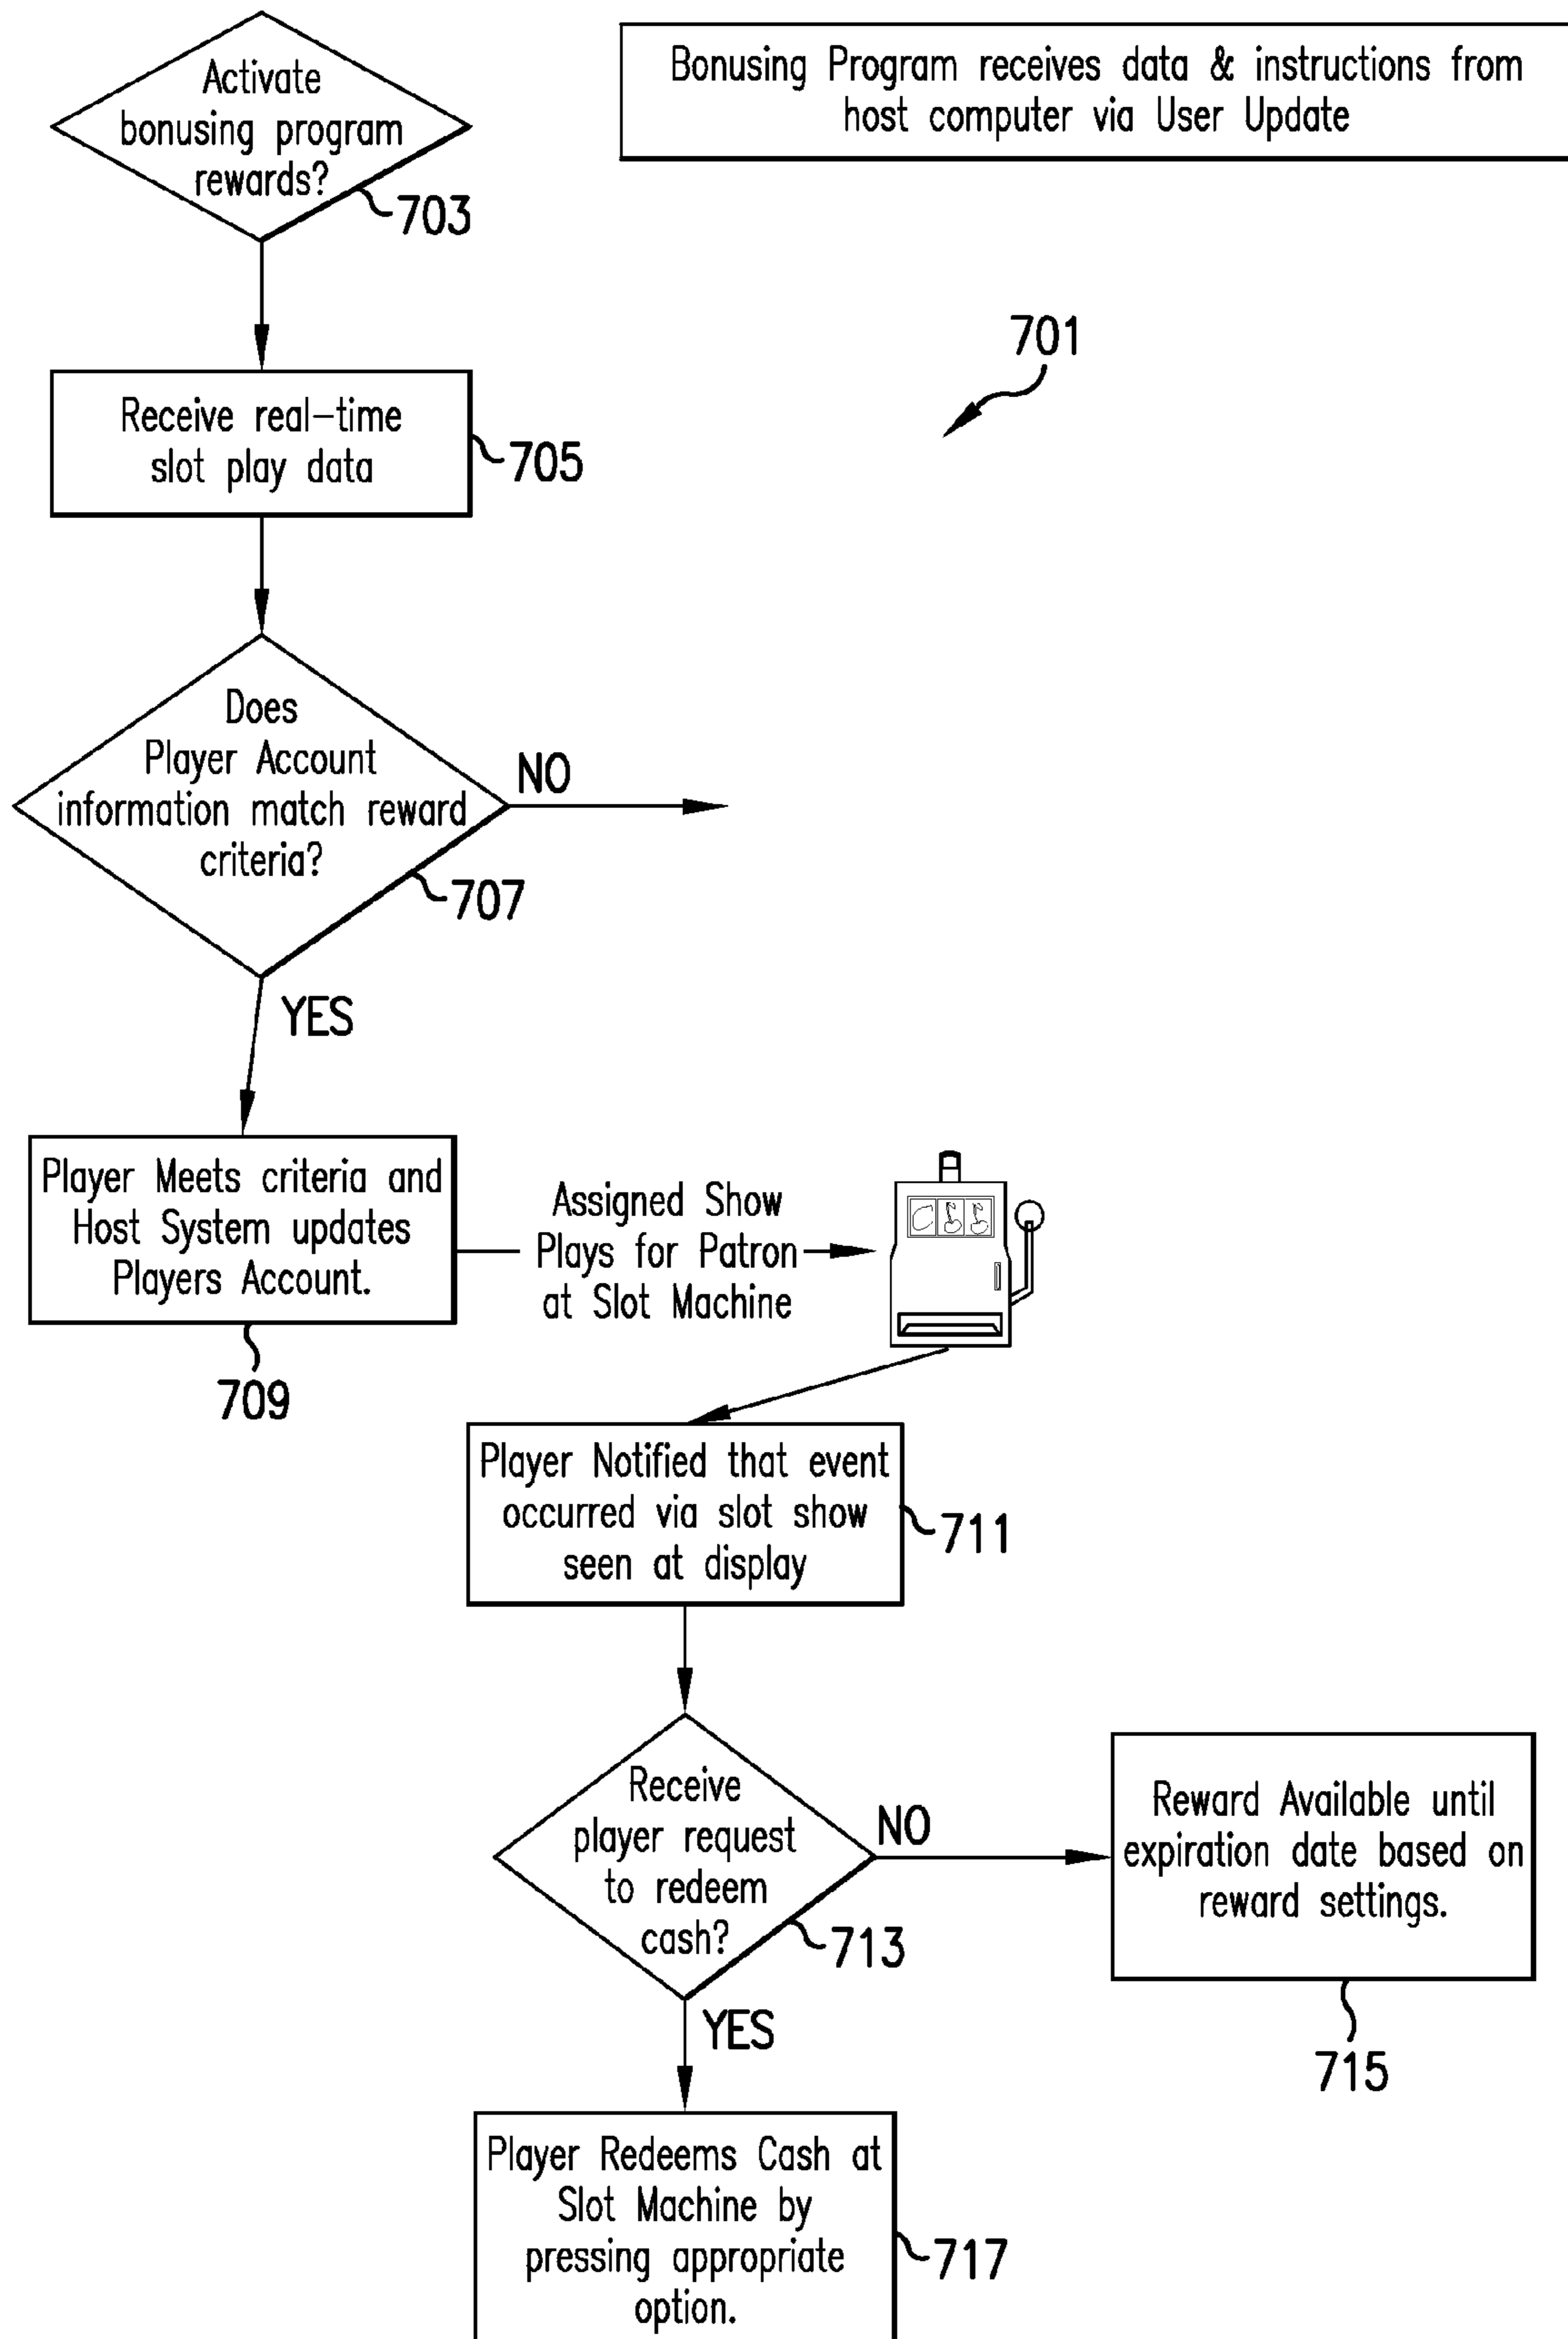 Activate
bonusing program
rewards?
703
Bonusing Program receives data & instructions from
host computer via User Update
701
Receive real-time
slot play data
705
Does
Player Account
information match reward
criteria?
707
NO
YES
Player Meets criteria and
Host System updates
Players Account.
709
Assigned Show
Plays for Patron
at Slot Machine
Player Notified that event
occurred via slot show
seen at display
711
Receive
player request
to redeem
cash?
713
NO
Reward Available until
expiration date based on
reward settings.
715
YES
Player Redeems Cash at
Slot Machine by
pressing appropriate
option.
717